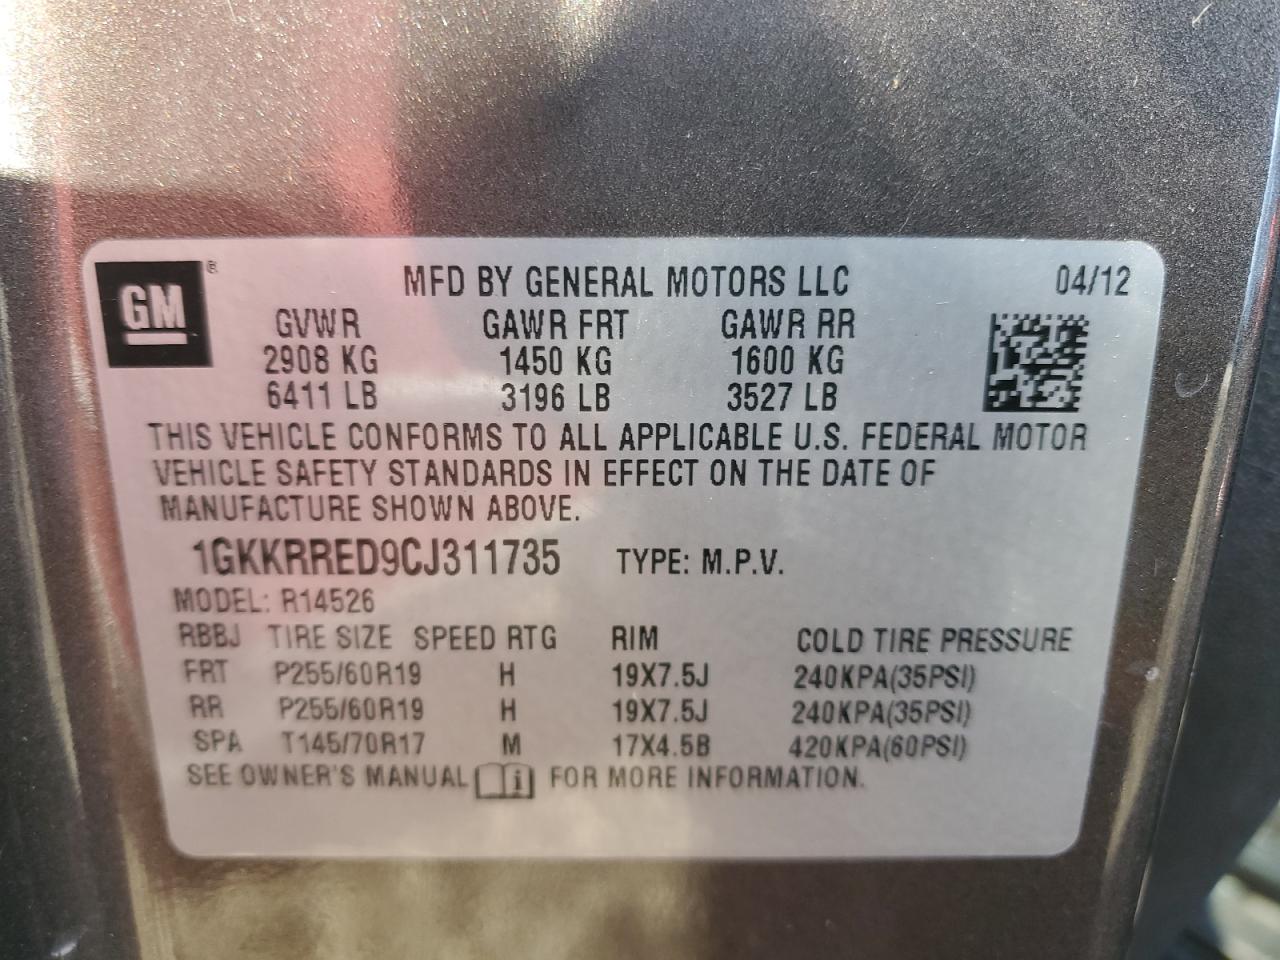 GM ® MFD BY GENERAL MOTORS LLC 04/12
GVWR GAWR FRT GAWR RR
2908 KG 1450 KG 1600 KG
6411 LB 3196 LB 3527 LB
THIS VEHICLE CONFORMS TO ALL APPLICABLE U.S. FEDERAL MOTOR
VEHICLE SAFETY STANDARDS IN EFFECT ON THE DATE OF
MANUFACTURE SHOWN ABOVE.
1GKKRRED9CJ311735 TYPE: M.P.V.
MODEL: R14526
RBBJ TIRE SIZE SPEED RTG RIM COLD TIRE PRESSURE
FRT P255/60R19 H 19X7.5J 240KPA(35PSI)
RR P255/60R19 H 19X7.5J 240KPA(35PSI)
SPA T145/70R17 M 17X4.5B 420KPA(60PSI)
SEE OWNER'S MANUAL i FOR MORE INFORMATION.